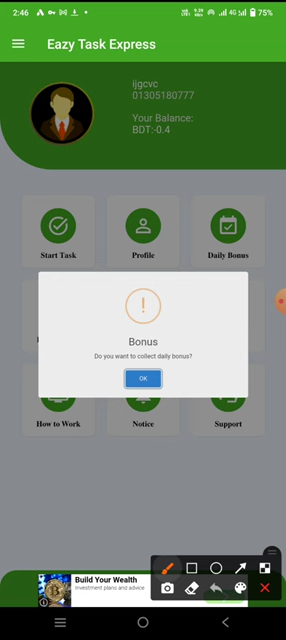 2:46
4G
75%
Eazy Task Express
ljgcvc
01305180777
Your Balance:
BDT:-0.4
Start Task
Profile
Daily Bonus
!
Bonus
Do you want to collect daily bonus?
OK
How to Work
Notice
Support
Build Your Wealth
Investment plans and advice